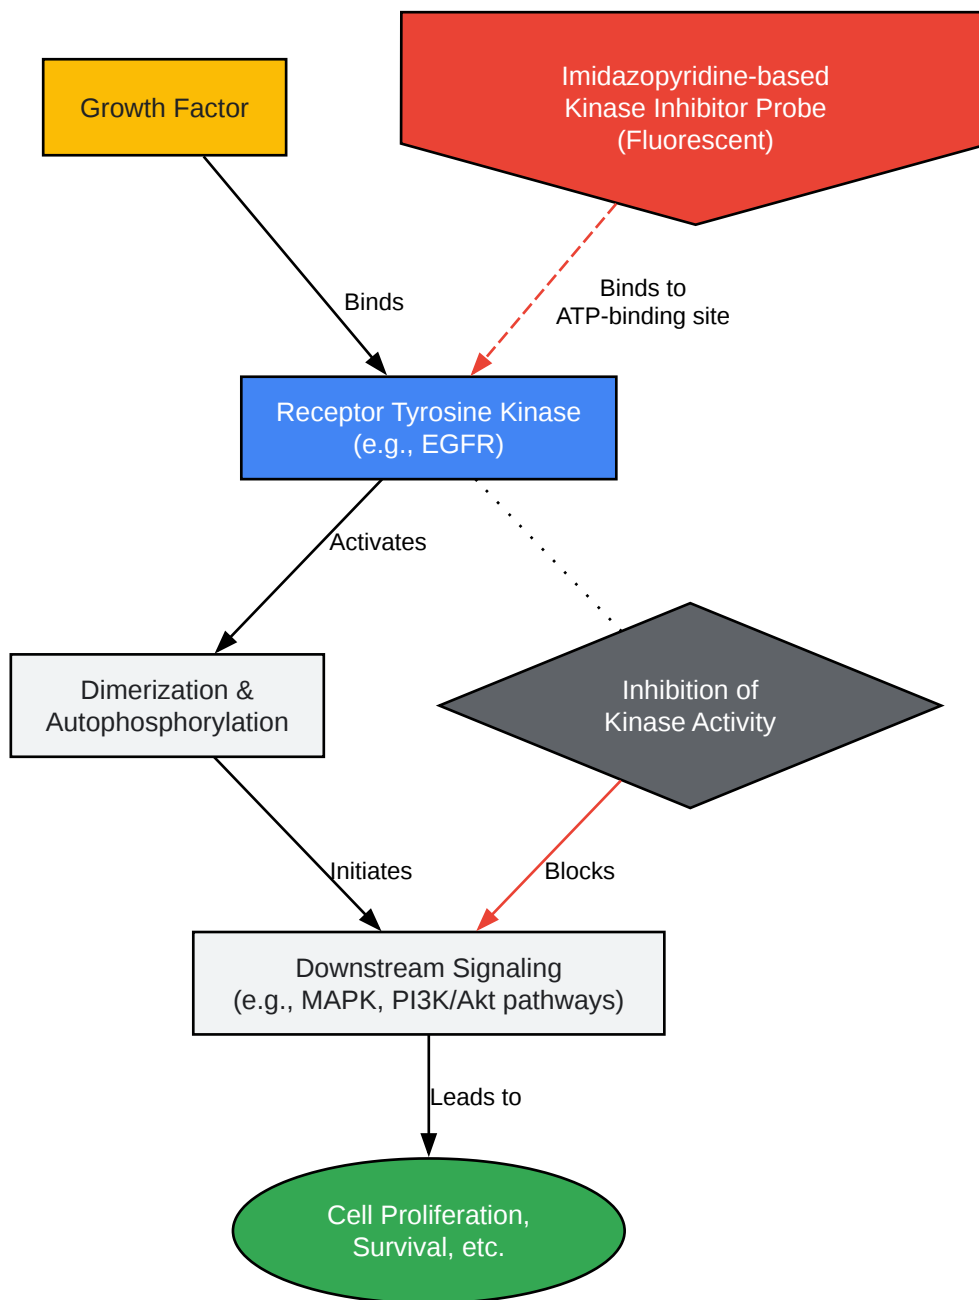 Growth Factor
Imidazopyridine-based
Kinase Inhibitor Probe
(Fluorescent)
Binds
Binds to
ATP-binding site
Receptor Tyrosine Kinase
(e.g., EGFR)
Activates
Dimerization &
Autophosphorylation
Inhibition of
Kinase Activity
Initiates
Blocks
Downstream Signaling
(e.g., MAPK, PI3K/Akt pathways)
Leads to
Cell Proliferation,
Survival, etc.